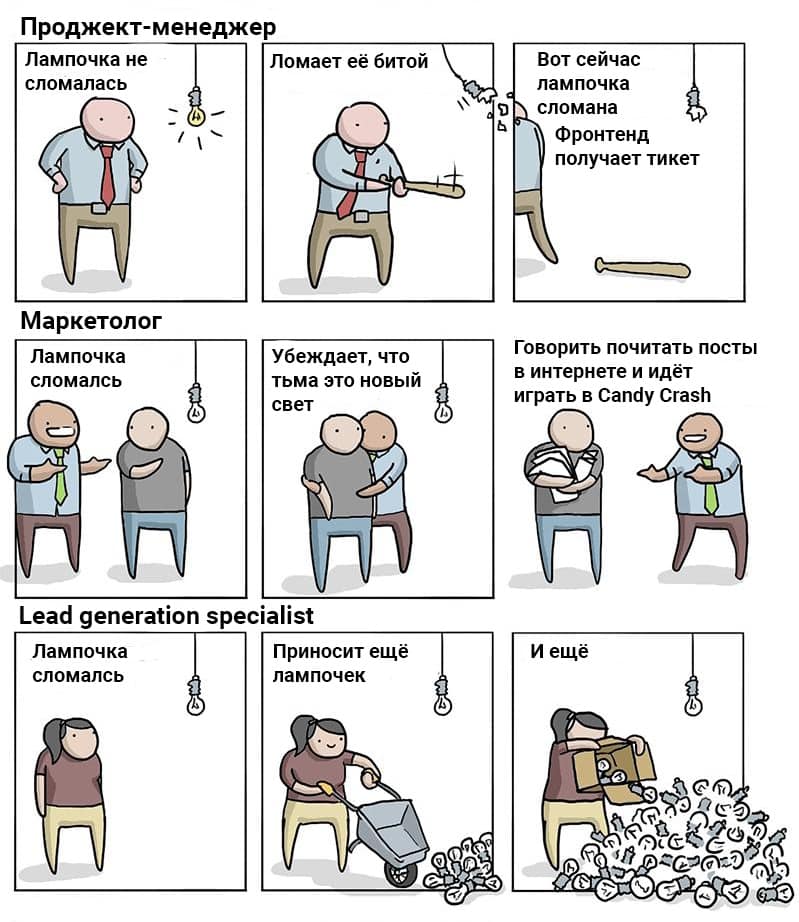 Проджект-менеджер
Лампочка не
сломалась
Ломает её битой
Вот сейчас
лампочка
сломана
Фронтенд
получает тикет
Маркетолог
Лампочка
сломалсь
Убеждает, что
тьма это новый
свет
Говорить почитать посты
в интернете и идёт
играть в Candy Crash
Lead generation specialist
Лампочка
сломалсь
Приносит ещё
лампочек
И ещё